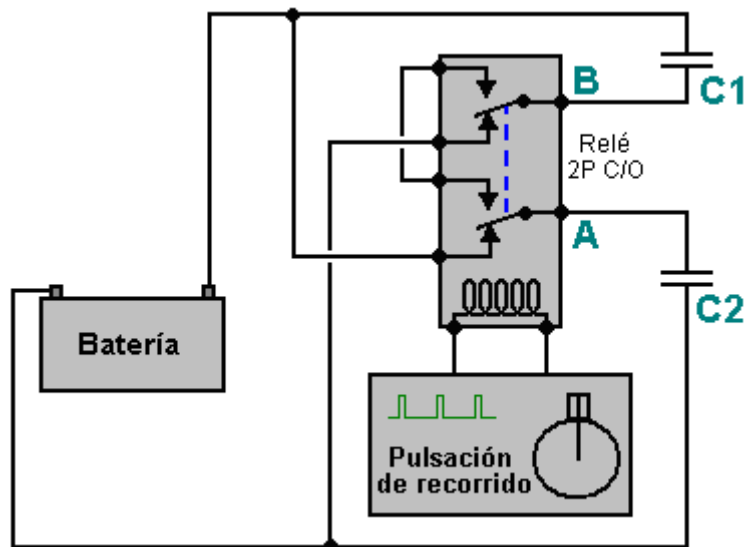 B
C1
Relé
2P C/O
A
C2
Batería
Pulsación
de recorrido